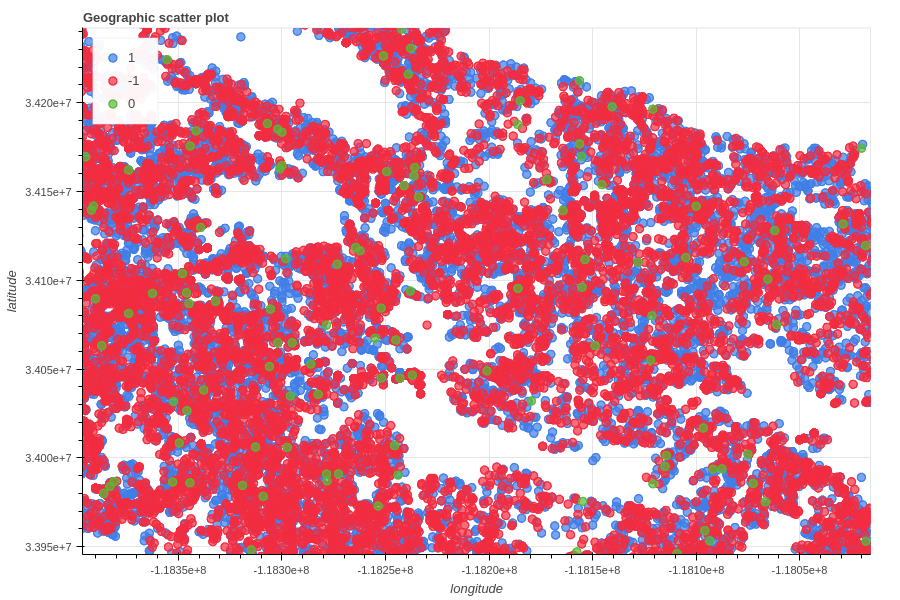 Geographic scatter plot
1
-1
0
3.420e+7
3.415e+7
3.410e+7
3.405e+7
3.400e+7
3.395e+7
latitude
-1.1835e+8 -1.1830e+8 -1.1825e+8 -1.1820e+8 -1.1815e+8 -1.1810e+8 -1.1805e+8
longitude